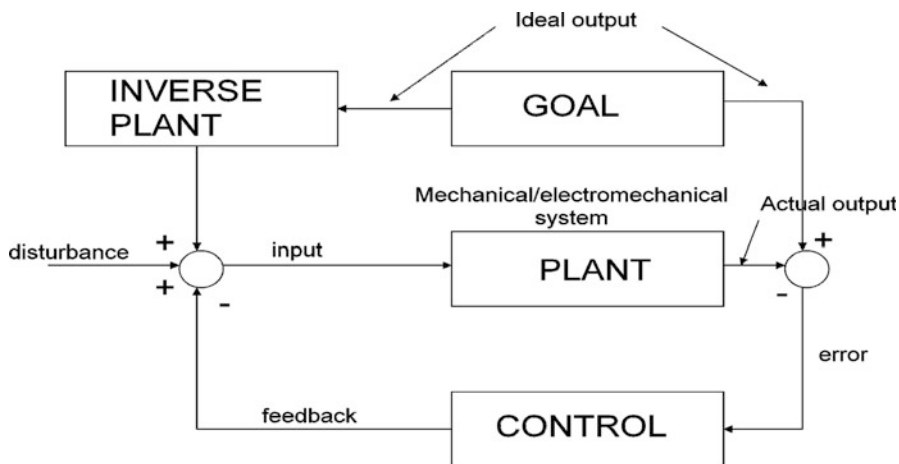 Ideal output
INVERSE
PLANT
GOAL
Mechanical/electromechanical
system
Actual output
+
+
disturbance
input
PLANT
+
-
-
error
feedback
CONTROL